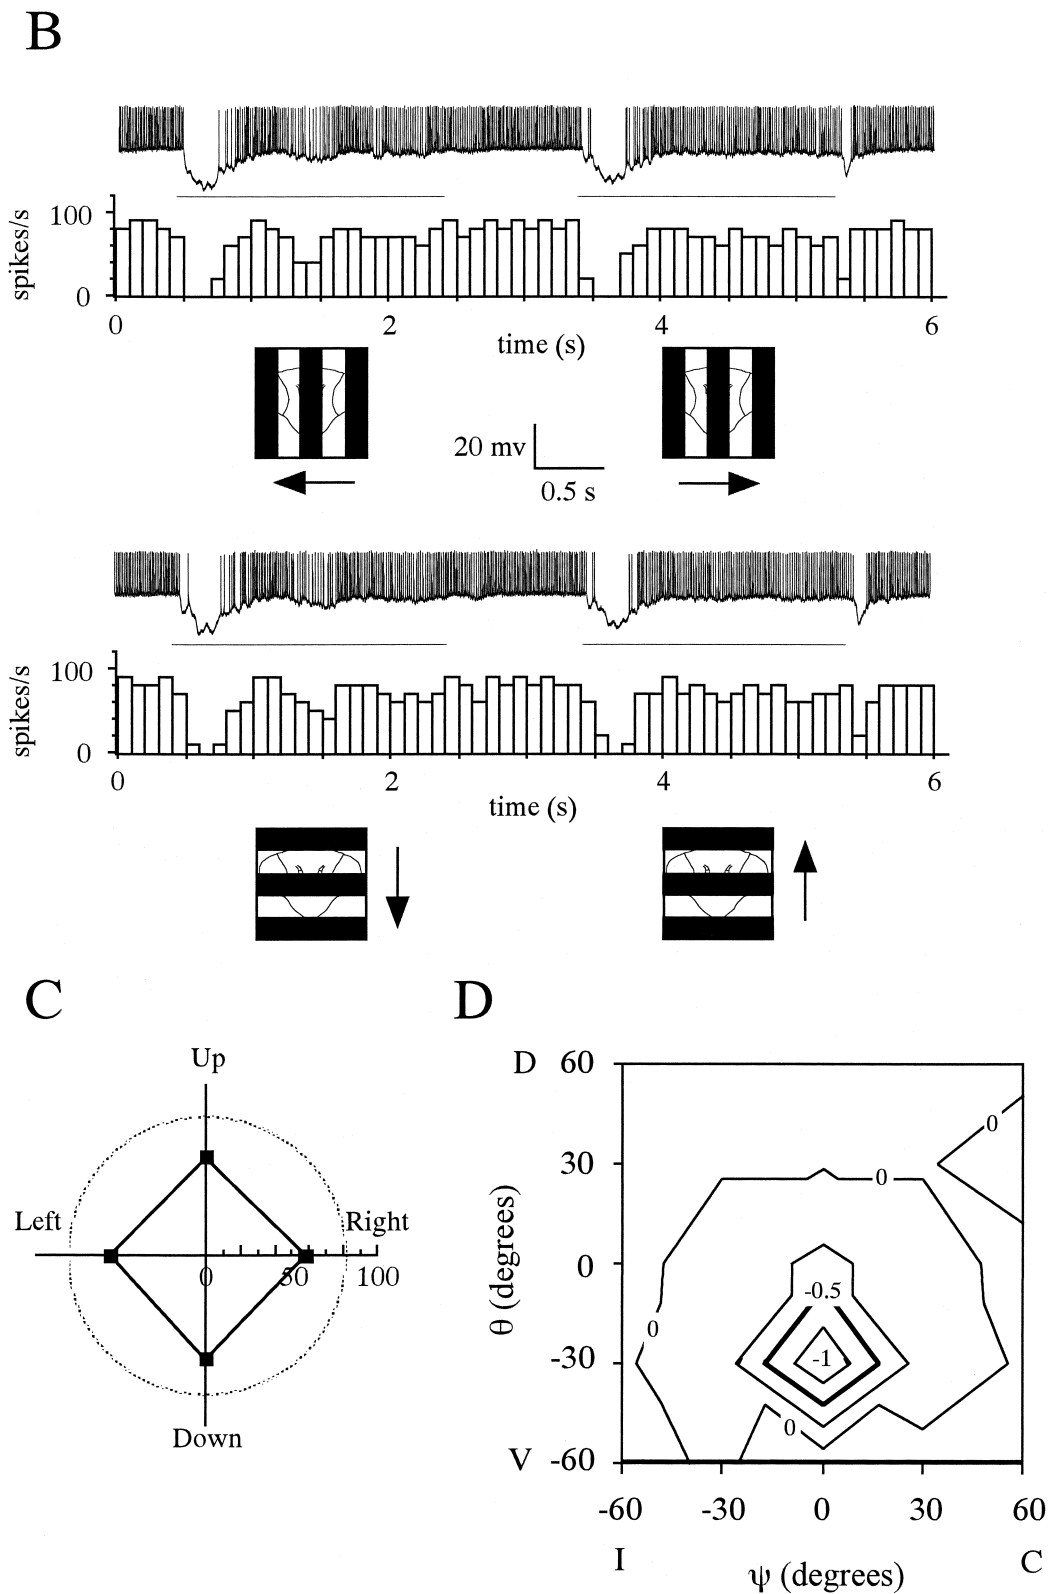 B
spikes/s
100
0
0 2 4 6
time (s)
20 mv
0.5 s
spikes/s
100
0
0 2 4 6
time (s)
C
D
Up
Left
Right
0 50 100
Down
D 60
30
0
-30
V -60
θ (degrees)
0
0
0
-0.5
-1
0
-60 -30 0 30 60
I
C
ψ (degrees)